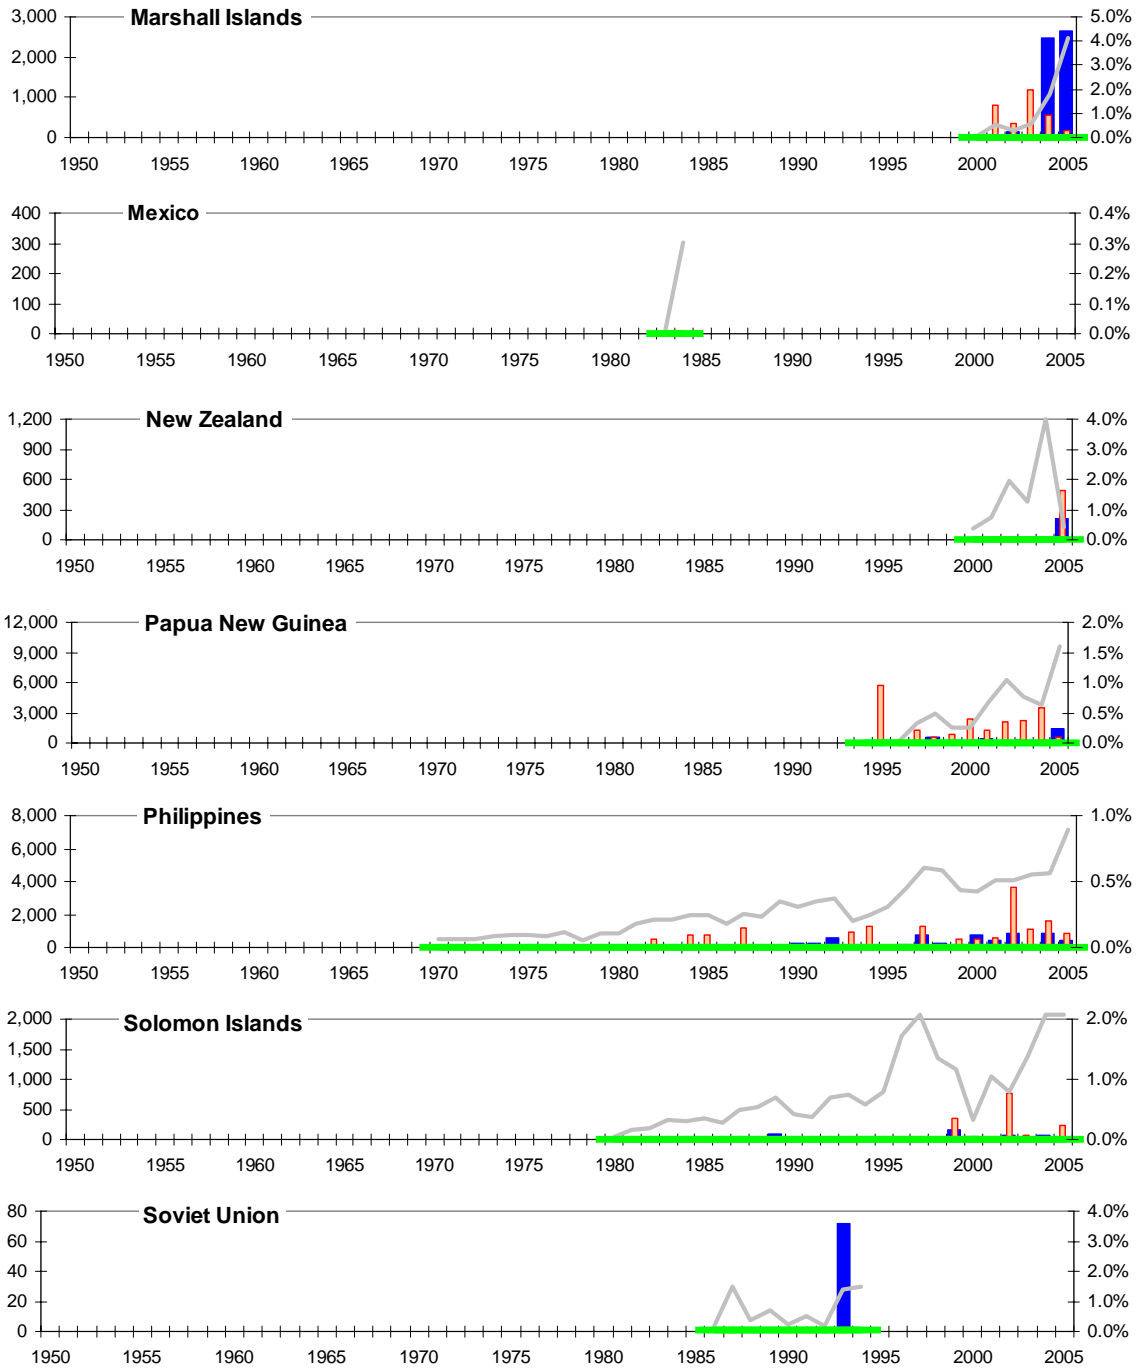 Marshall Islands
3,000 5.0%
4.0%
2,000
3.0%
2.0%
1,000
1.0%
0 0.0%
1950 1955 1960 1965 1970 1975 1980 1985 1990 1995 2000 2005
Mexico
400 0.4%
300 0.3%
200 0.2%
100 0.1%
0 0.0%
1950 1955 1960 1965 1970 1975 1980 1985 1990 1995 2000 2005
New Zealand
1,200 4.0%
900 3.0%
600 2.0%
300 1.0%
0 0.0%
1950 1955 1960 1965 1970 1975 1980 1985 1990 1995 2000 2005
Papua New Guinea
12,000 2.0%
9,000 1.5%
6,000 1.0%
3,000 0.5%
0 0.0%
1950 1955 1960 1965 1970 1975 1980 1985 1990 1995 2000 2005
Philippines
8,000 1.0%
6,000
4,000 0.5%
2,000
0 0.0%
1950 1955 1960 1965 1970 1975 1980 1985 1990 1995 2000 2005
Solomon Islands
2,000 2.0%
1,500
1,000 1.0%
500
0 0.0%
1950 1955 1960 1965 1970 1975 1980 1985 1990 1995 2000 2005
Soviet Union
80 4.0%
60 3.0%
40 2.0%
20 1.0%
0 0.0%
1950 1955 1960 1965 1970 1975 1980 1985 1990 1995 2000 2005